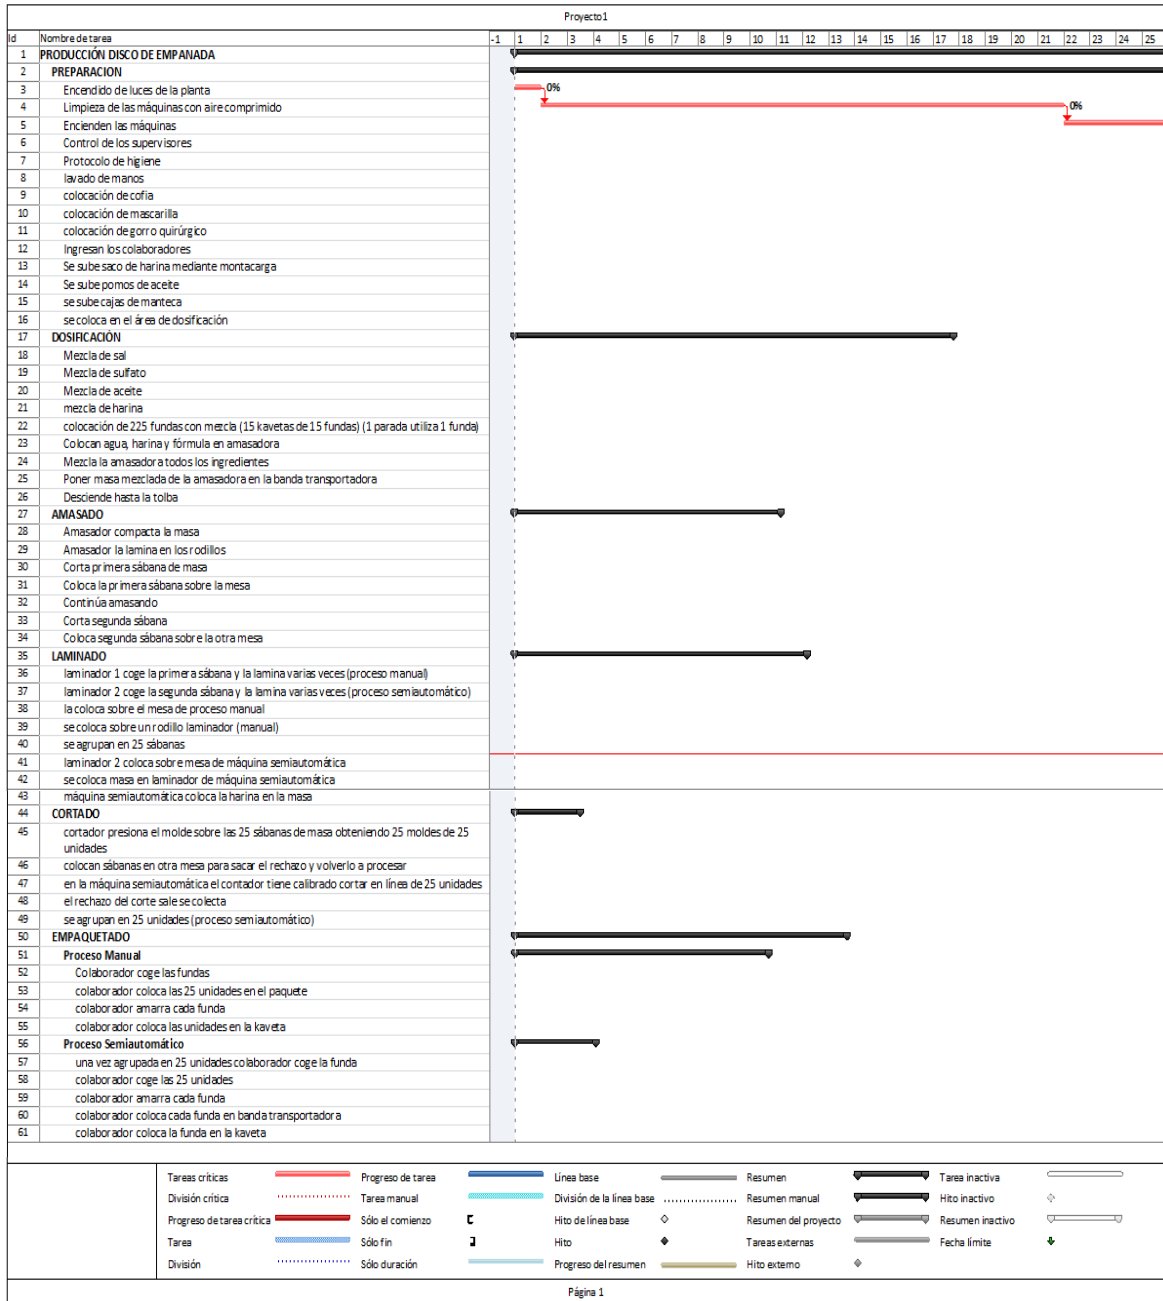 Proyecto1
Id Nombre de tarea -1 1 2 3 4 5 6 7 8 9 10 11 12 13 14 15 16 17 18 19 20 21 22 23 24 25
1 PRODUCCIÓN DISCO DE EMPANADA
2 PREPARACION
3 Encendido de luces de la planta 0%
4 Limpieza de las máquinas con aire comprimido 0%
5 Encienden las máquinas
6 Control de los supervisores
7 Protocolo de higiene
8 lavado de manos
9 colocación de cofia
10 colocación de mascarilla
11 colocación de gorro quirúrgico
12 Ingresan los colaboradores
13 Se sube saco de harina mediante montacarga
14 Se sube pomos de aceite
15 se sube cajas de manteca
16 se coloca en el área de dosificación
17 DOSIFICACIÓN
18 Mezcla de sal
19 Mezcla de sulfato
20 Mezcla de aceite
21 mezcla de harina
22 colocación de 225 fundas con mezcla (15 kavetas de 15 fundas) (1 parada utiliza 1 funda)
23 Colocan agua, harina y fórmula en amasadora
24 Mezcla la amasadora todos los ingredientes
25 Poner masa mezclada de la amasadora en la banda transportadora
26 Desciende hasta la tolba
27 AMASADO
28 Amasador compacta la masa
29 Amasador la lamina en los rodillos
30 Corta primera sábana de masa
31 Coloca la primera sábana sobre la mesa
32 Continúa amasando
33 Corta segunda sábana
34 Coloca segunda sábana sobre la otra mesa
35 LAMINADO
36 laminador 1 coge la primera sábana y la lamina varias veces (proceso manual)
37 laminador 2 coge la segunda sábana y la lamina varias veces (proceso semiautomático)
38 la coloca sobre el mesa de proceso manual
39 se coloca sobre un rodillo laminador (manual)
40 se agrupan en 25 sábanas
41 laminador 2 coloca sobre mesa de máquina semiautomática
42 se coloca masa en laminador de máquina semiautomática
43 máquina semiautomática coloca la harina en la masa
44 CORTADO
45 cortador presiona el molde sobre las 25 sábanas de masa obteniendo 25 moldes de 25
unidades
46 colocan sábanas en otra mesa para sacar el rechazo y volverlo a procesar
47 en la máquina semiautomática el contador tiene calibrado cortar en línea de 25 unidades
48 el rechazo del corte sale se colecta
49 se agrupan en 25 unidades (proceso semiautomático)
50 EMPAQUETADO
51 Proceso Manual
52 Colaborador coge las fundas
53 colaborador coloca las 25 unidades en el paquete
54 colaborador amarra cada funda
55 colaborador coloca las unidades en la kaveta
56 Proceso Semiautomático
57 una vez agrupada en 25 unidades colaborador coge la funda
58 colaborador coge las 25 unidades
59 colaborador amarra cada funda
60 colaborador coloca cada funda en banda transportadora
61 colaborador coloca la funda en la kaveta
Tareas críticas Progreso de tarea Línea base Resumen Tarea inactiva
División crítica Tarea manual División de la línea base Resumen manual Hito inactivo
Progreso de tarea crítica Sólo el comienzo Hito de línea base Resumen del proyecto Resumen inactivo
Tarea Sólo fin Hito Tareas externas Fecha límite
División Sólo duración Progreso del resumen Hito externo
Página 1